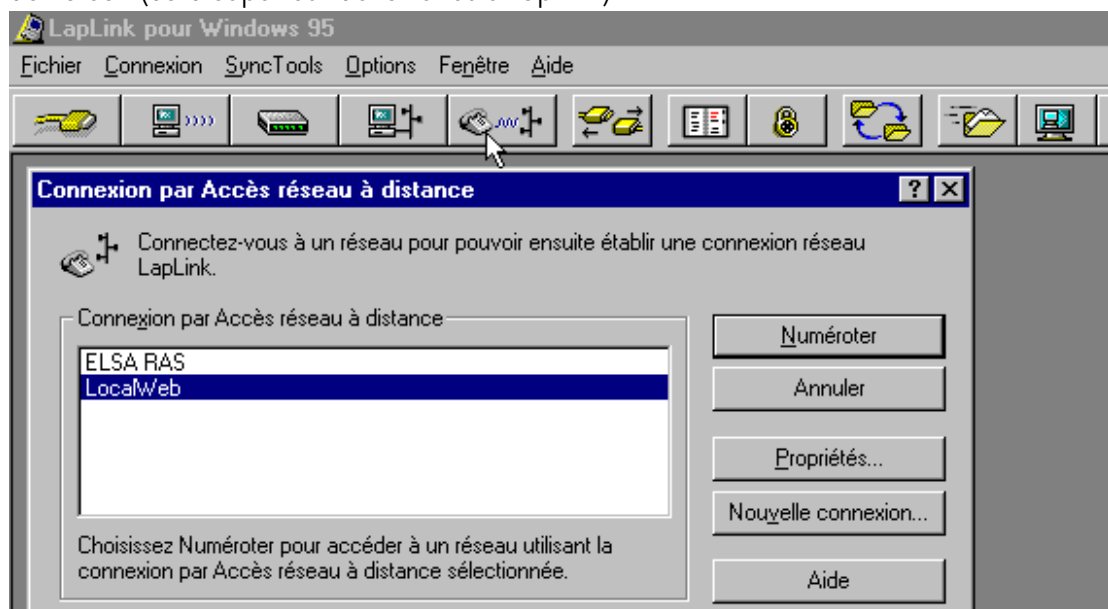 LapLink pour Windows 95
Fichier Connexion SyncTools Options Fenêtre Aide
Connexion par Accès réseau à distance
Connectez-vous à un réseau pour pouvoir ensuite établir une connexion réseau
LapLink.
Connexion par Accès réseau à distance
ELSA RAS
LocalWeb
Numéroter
Annuler
Propriétés...
Nouvelle connexion...
Choisissez Numéroter pour accéder à un réseau utilisant la
connexion par Accès réseau à distance sélectionnée.
Aide